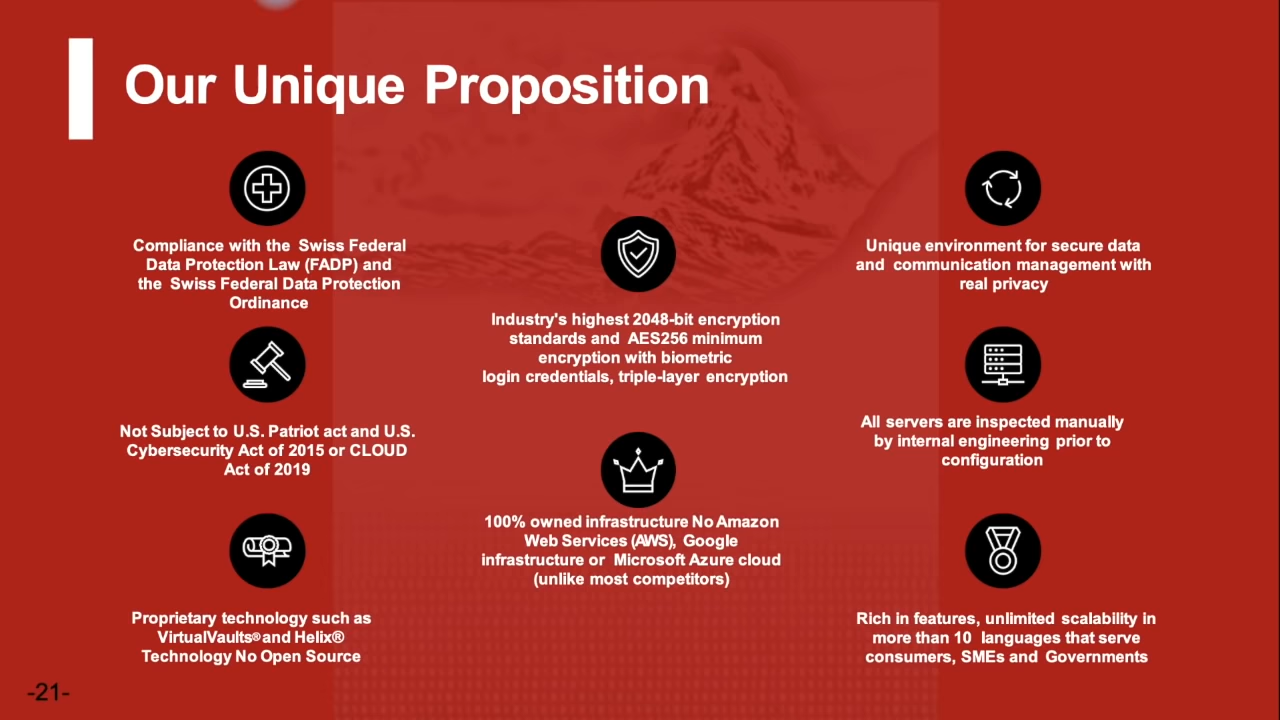 Our Unique Proposition
Compliance with the Swiss Federal
Data Protection Law (FADP) and
the Swiss Federal Data Protection
Ordinance
Not Subject to U.S. Patriot act and U.S.
Cybersecurity Act of 2015 or CLOUD
Act of 2019
Proprietary technology such as
VirtualVaults® and Helix®
Technology No Open Source
Industry's highest 2048-bit encryption
standards and AES256 minimum
encryption with biometric
login credentials, triple-layer encryption
100% owned infrastructure No Amazon
Web Services (AWS), Google
infrastructure or Microsoft Azure cloud
(unlike most competitors)
Unique environment for secure data
and communication management with
real privacy
All servers are inspected manually
by internal engineering prior to
configuration
Rich in features, unlimited scalability in
more than 10 languages that serve
consumers, SMEs and Governments
-21-